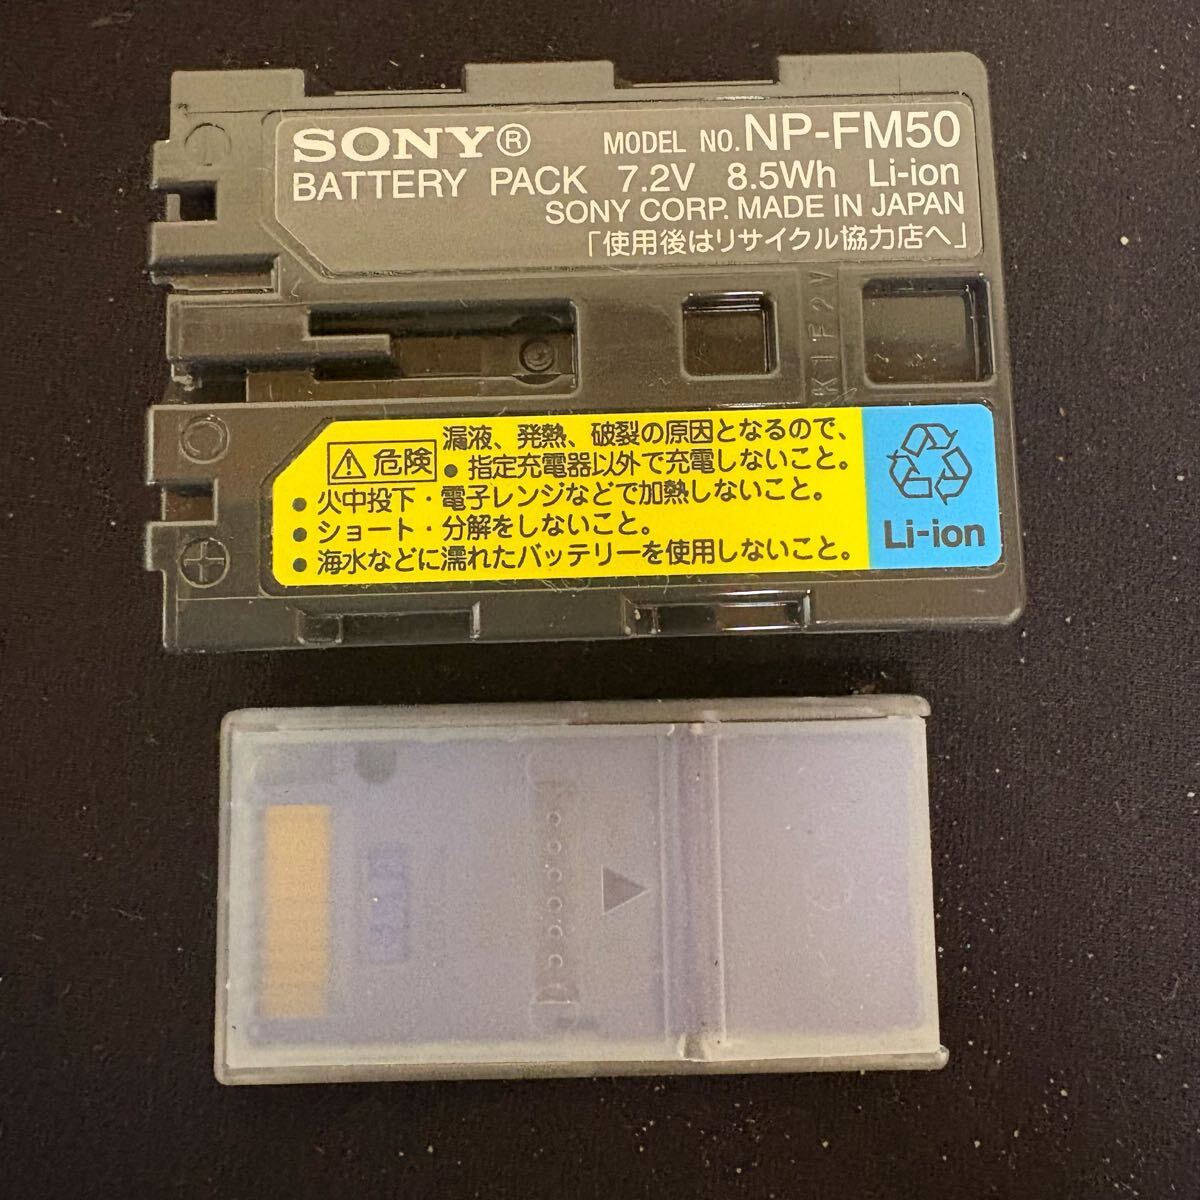 SONY®
MODEL NO. NP-FM50
BATTERY PACK 7.2V 8.5Wh Li-ion
SONY CORP. MADE IN JAPAN
「使用後はリサイクル協力店へ」
KIF2V
危険
漏液、発熱、破裂の原因となるので、
● 指定充電器以外で充電しないこと。
● 火中投下・電子レンジなどで加熱しないこと。
● ショート・分解をしないこと。
● 海水などに濡れたバッテリーを使用しないこと。
Li-ion